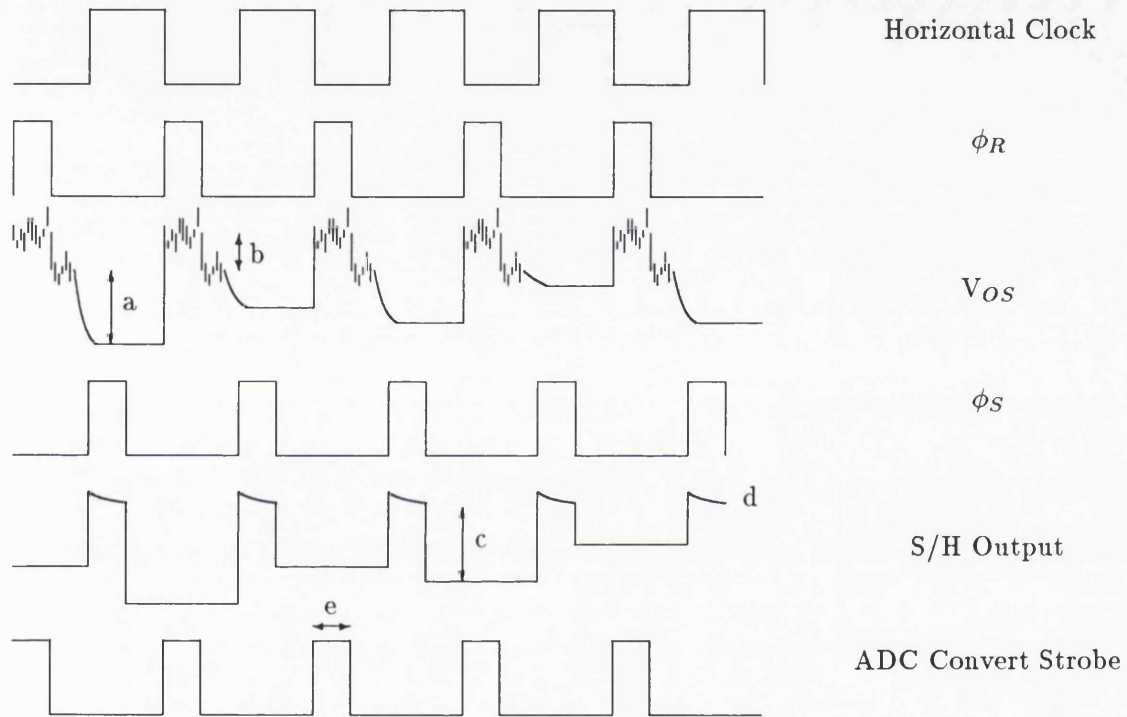 Horizontal Clock
ϕR
b
a
VOS
ϕS
d
c
S/H Output
e
ADC Convert Strobe